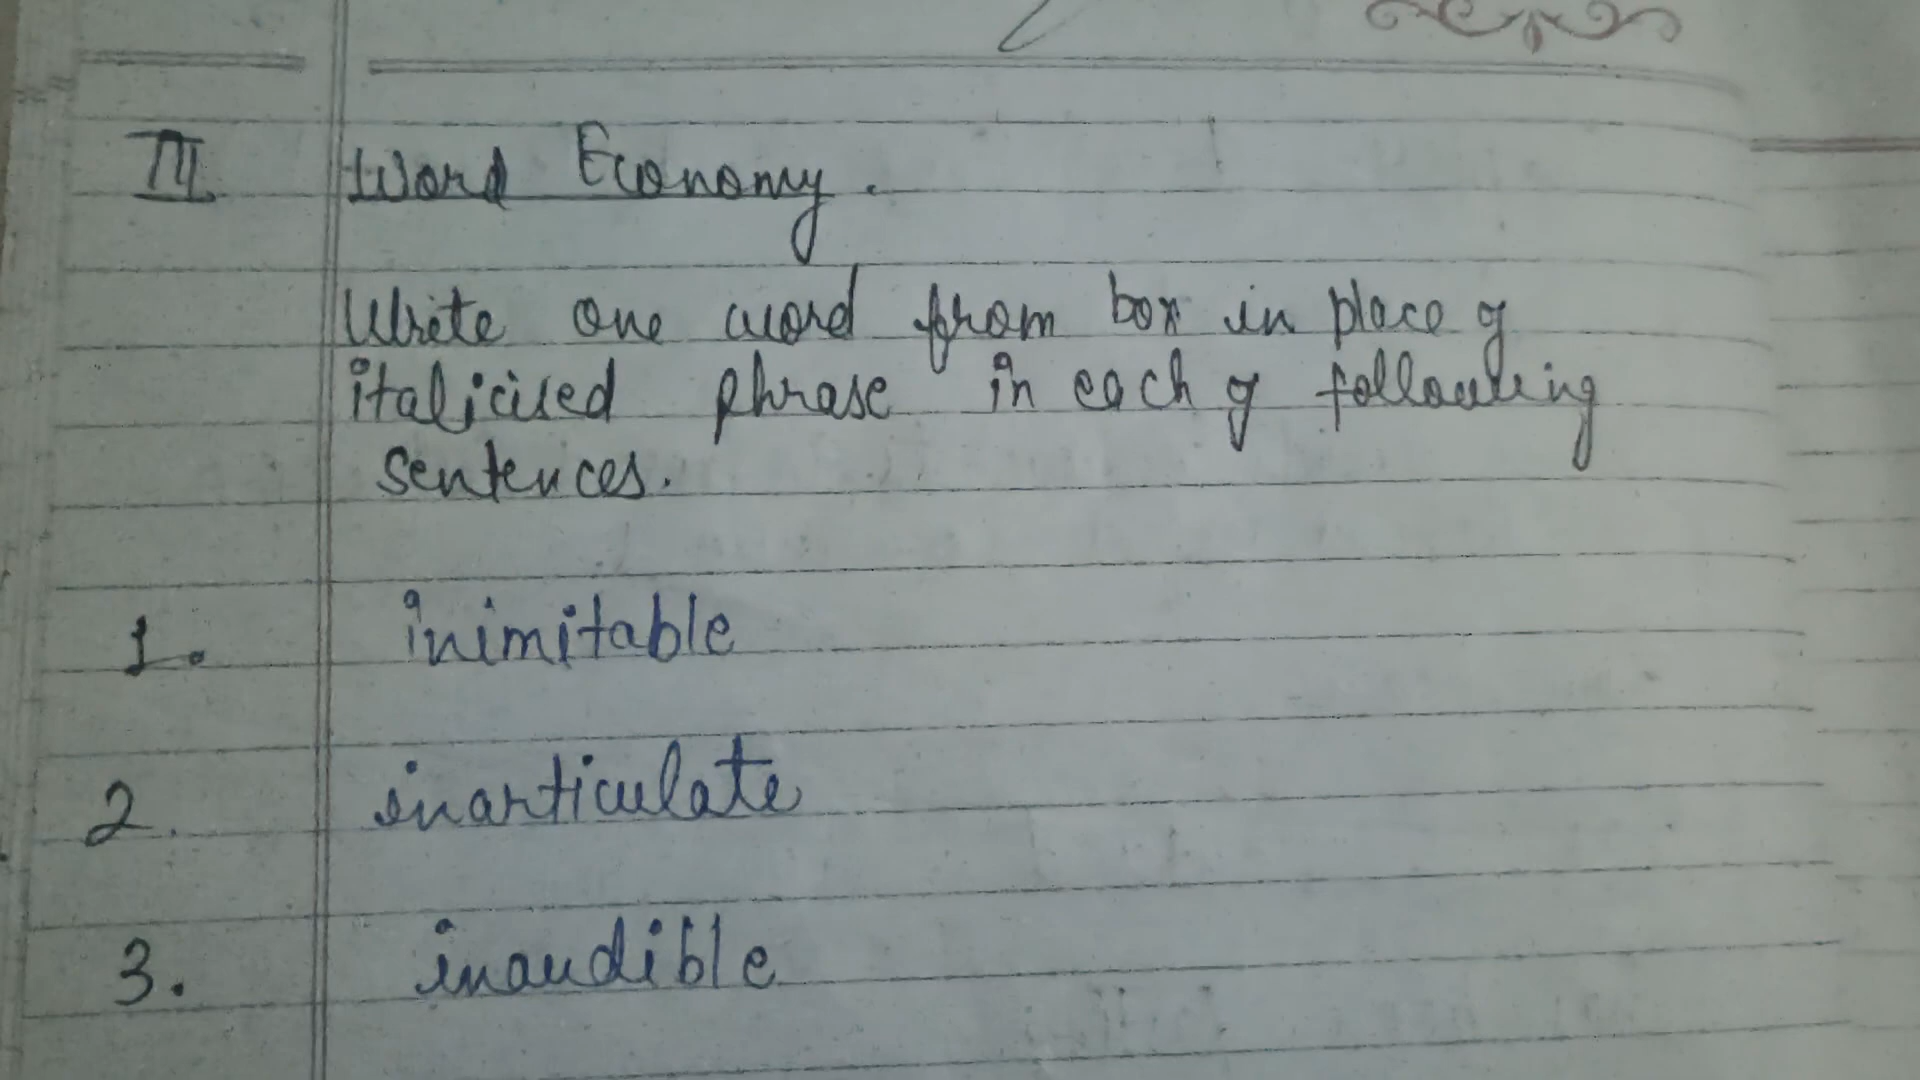 III Word Economy.
Write one word from box in place of
italicised phrase in each of following
sentences.
1. inimitable
2. inarticulate
3. inaudible